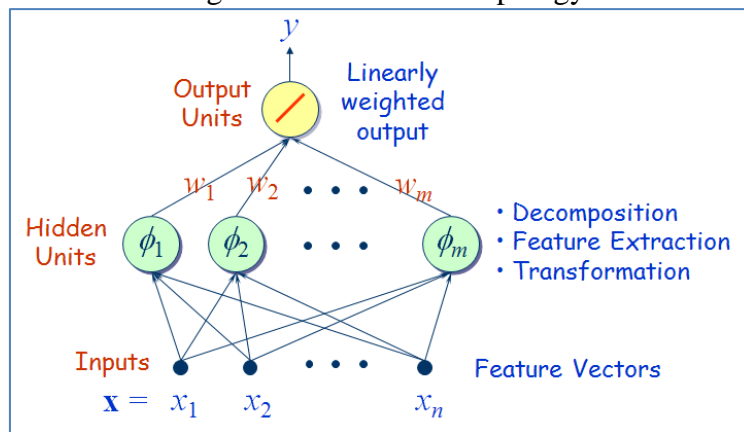 y
Output
Units
Linearly
weighted
output
w1 w2 • • • wm
Hidden
Units
ϕ1 ϕ2 • • • ϕm
• Decomposition
• Feature Extraction
• Transformation
Inputs • • • Feature Vectors
x = x1 x2 xn